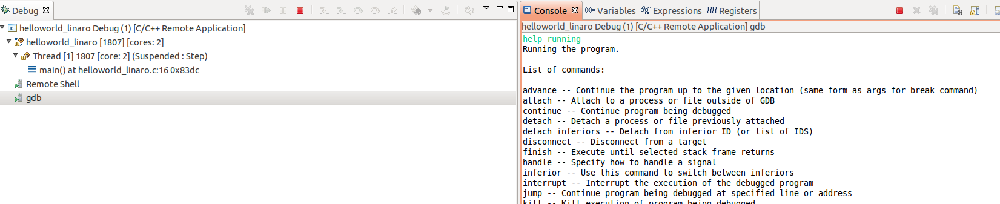 Debug
helloworld_linaro Debug (1) [C/C++ Remote Application]
helloworld_linaro [1807] [cores: 2]
Thread [1] 1807 [core: 2] (Suspended : Step)
main() at helloworld_linaro.c:16 0x83dc
Remote Shell
gdb
Console (x)= Variables Expressions Registers
helloworld_linaro Debug (1) [C/C++ Remote Application] gdb
help running
Running the program.
List of commands:
advance -- Continue the program up to the given location (same form as args for break command)
attach -- Attach to a process or file outside of GDB
continue -- Continue program being debugged
detach -- Detach a process or file previously attached
detach inferiors -- Detach from inferior ID (or list of IDS)
disconnect -- Disconnect from a target
finish -- Execute until selected stack frame returns
handle -- Specify how to handle a signal
inferior -- Use this command to switch between inferiors
interrupt -- Interrupt the execution of the debugged program
jump -- Continue program being debugged at specified line or address
kill -- Kill execution of program being debugged